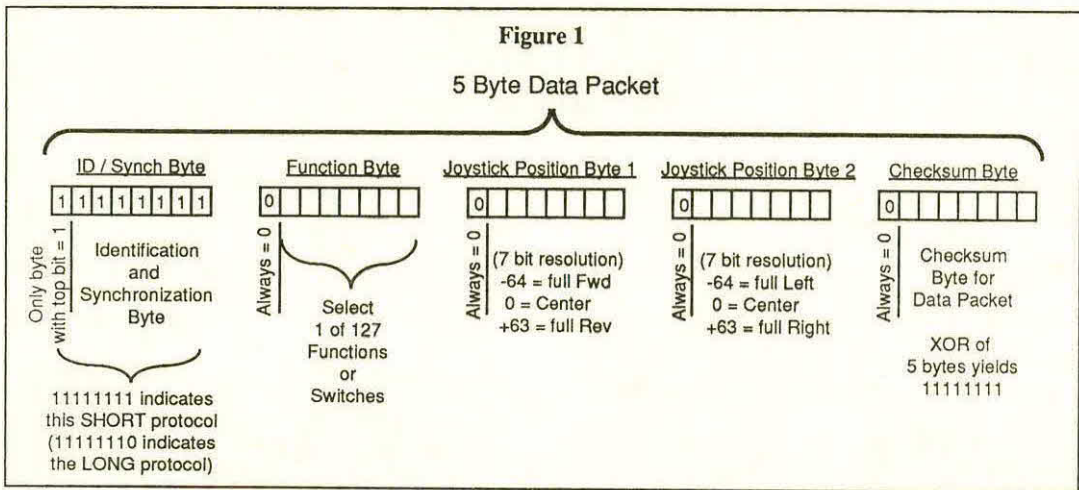 Figure 1
5 Byte Data Packet
ID / Synch Byte
1 1 1 1 1 1 1 1
Only byte
with top bit = 1
Identification
and
Synchronization
Byte
11111111 indicates
this SHORT protocol
(11111110 indicates
the LONG protocol)
Function Byte
0
Always = 0
Select
1 of 127
Functions
or
Switches
Joystick Position Byte 1
0
Always = 0
(7 bit resolution)
-64 = full Fwd
0 = Center
+63 = full Rev
Joystick Position Byte 2
0
Always = 0
(7 bit resolution)
-64 = full Left
0 = Center
+63 = full Right
Checksum Byte
0
Always = 0
Checksum
Byte for
Data Packet
XOR of
5 bytes yields
11111111